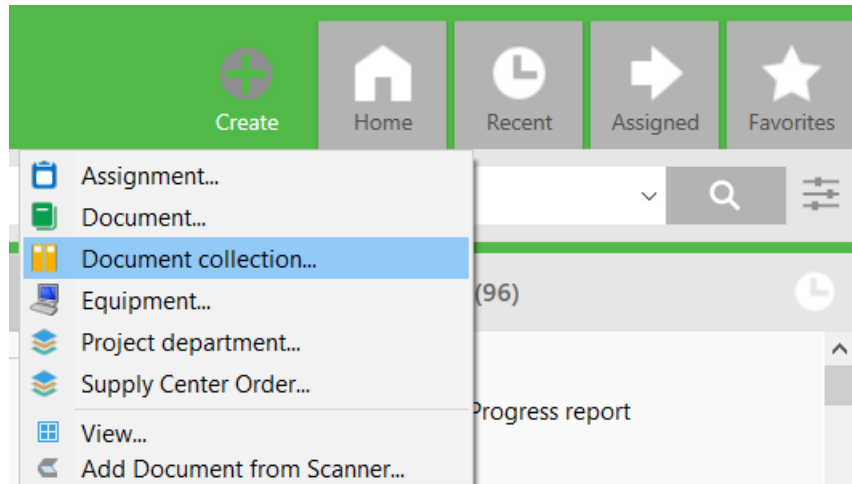 Create
Home
Recent
Assigned
Favorites
Assignment...
Document...
Document collection...
Equipment...
(96)
Project department...
Supply Center Order...
Progress report
View...
Add Document from Scanner...